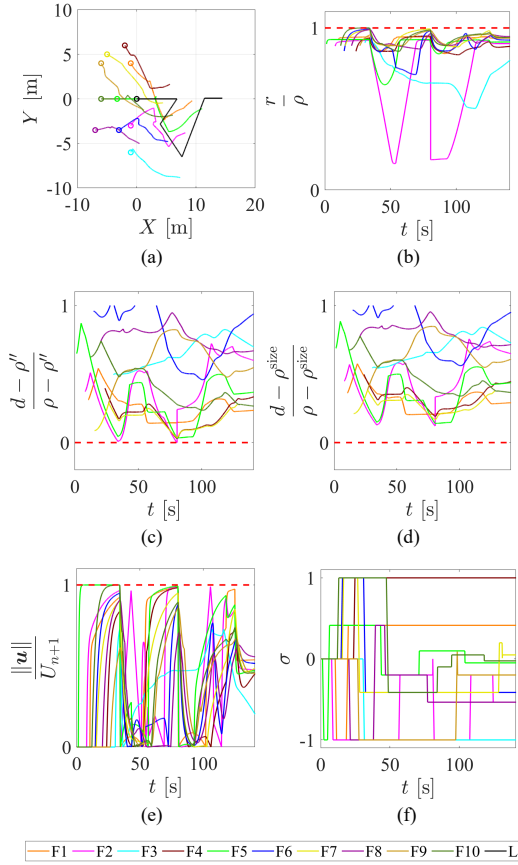 10
5
0
-5
-10
Y [m]
-10 0 10 20
X [m]
(a)
1
r/ρ
0
0 50 100
t [s]
(b)
1
d − ρ″
ρ − ρ″
0
0 50 100
t [s]
(c)
1
d − ρ^size
ρ − ρ^size
0
0 50 100
t [s]
(d)
1
‖u‖
U_{n+1}
0
0 50 100
t [s]
(e)
1
σ 0
-1
0 50 100
t [s]
(f)
F1 F2 F3 F4 F5 F6 F7 F8 F9 F10 L